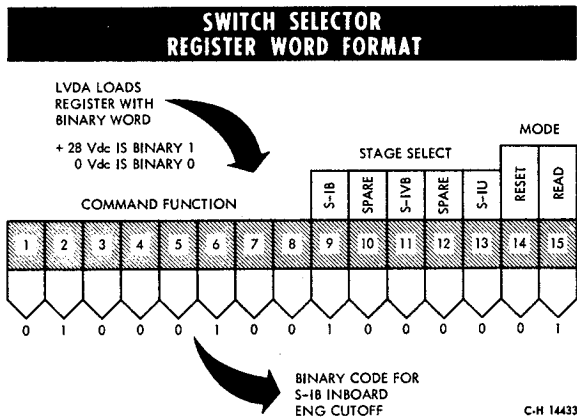 SWITCH SELECTOR
REGISTER WORD FORMAT
LVDA LOADS
REGISTER WITH
BINARY WORD
+ 28 Vdc IS BINARY 1
0 Vdc IS BINARY 0
MODE
STAGE SELECT
COMMAND FUNCTION
S-IB SPARE S-IVB SPARE S-IU RESET READ
1 2 3 4 5 6 7 8 9 10 11 12 13 14 15
0 1 0 0 0 1 0 0 1 0 0 0 0 0 1
BINARY CODE FOR
S-IB INBOARD
ENG CUTOFF
C-H 14433